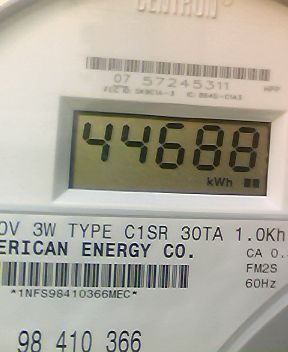 CENTRON®
07 57245311
44688
kWh
0V 3W TYPE C1SR 30TA 1.0Kh
ERICAN ENERGY CO.
CA 0.
FM2S
*1NFS98410366MEC*
60Hz
98 410 366